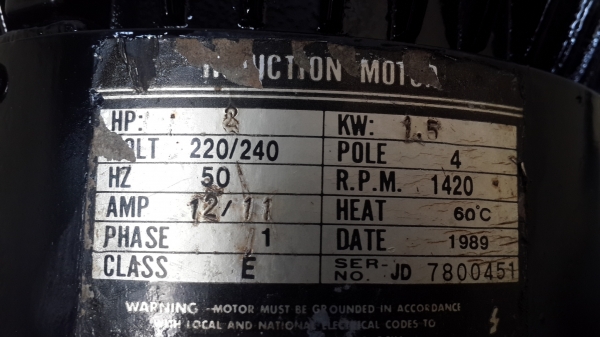 INDUCTION MOTOR
HP: 2 KW: 1.5
VOLT 220/240 POLE 4
HZ 50 R.P.M. 1420
AMP 12/11 HEAT 60°C
PHASE 1 DATE 1989
CLASS E SER-NO. JD 7800451
WARNING - MOTOR MUST BE GROUNDED IN ACCORDANCE
WITH LOCAL AND NATIONAL ELECTRICAL CODES TO